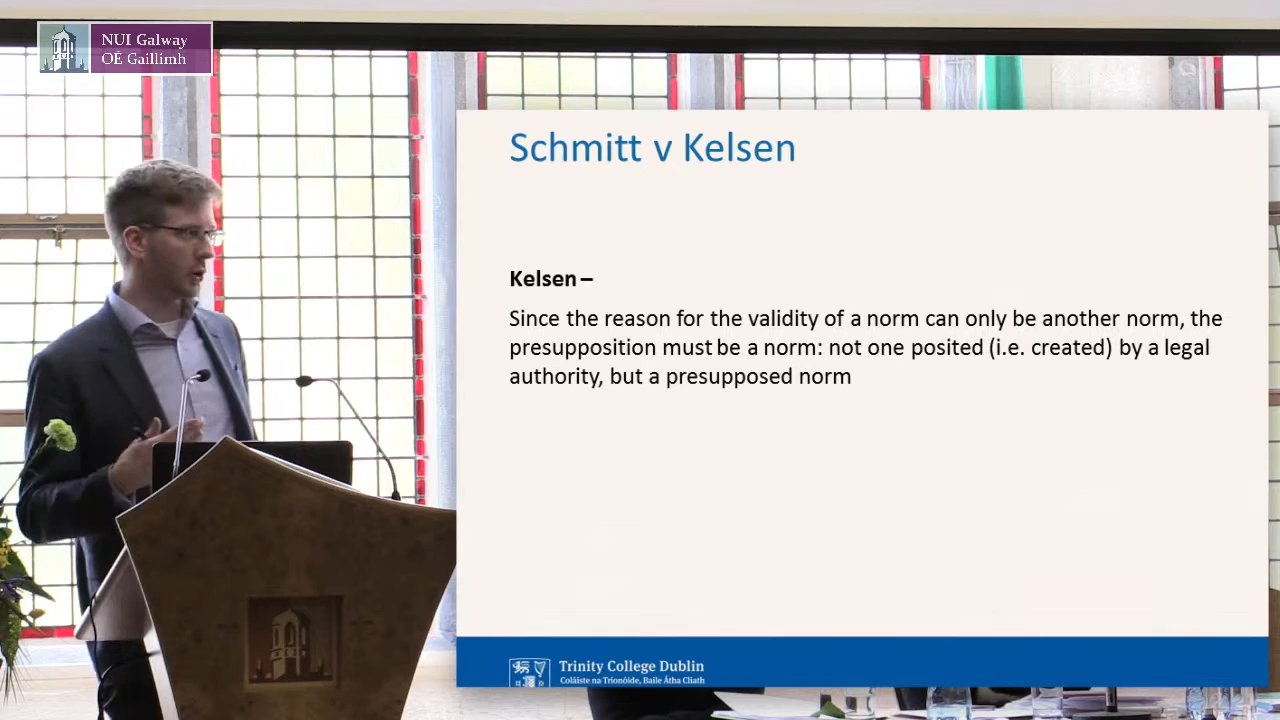 NUI Galway
OÉ Gaillimh
Schmitt v Kelsen
Kelsen –
Since the reason for the validity of a norm can only be another norm, the
presupposition must be a norm: not one posited (i.e. created) by a legal
authority, but a presupposed norm
Trinity College Dublin
Coláiste na Tríonóide, Baile Átha Cliath